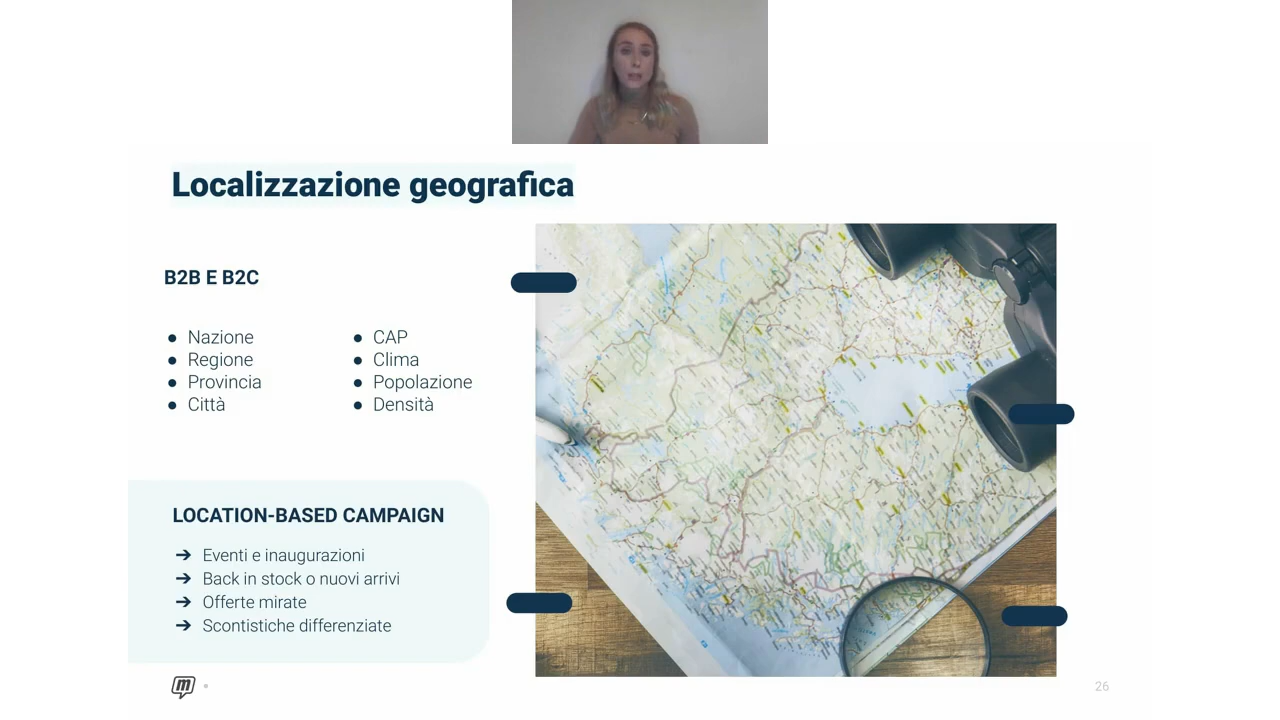 Localizzazione geografica
B2B E B2C
● Nazione
● Regione
● Provincia
● Città
● CAP
● Clima
● Popolazione
● Densità
LOCATION-BASED CAMPAIGN
➔ Eventi e inaugurazioni
➔ Back in stock o nuovi arrivi
➔ Offerte mirate
➔ Scontistiche differenziate
m
26